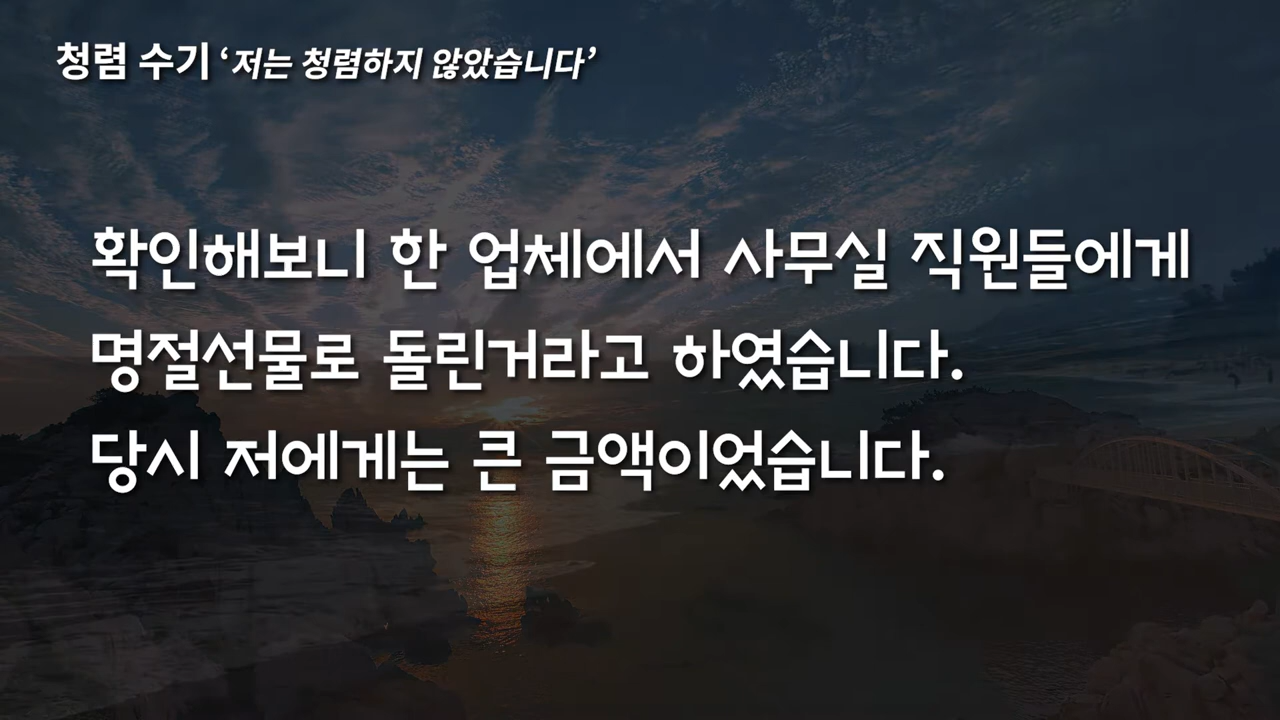 청렴 수기 ‘저는 청렴하지 않았습니다’
확인해보니 한 업체에서 사무실 직원들에게
명절선물로 돌린거라고 하였습니다.
당시 저에게는 큰 금액이었습니다.